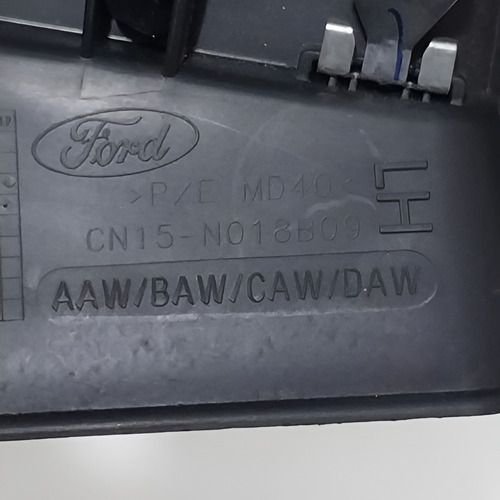 Ford
>P/E MD40<
CN15-N018B09
AAW/BAW/CAW/DAW
LH